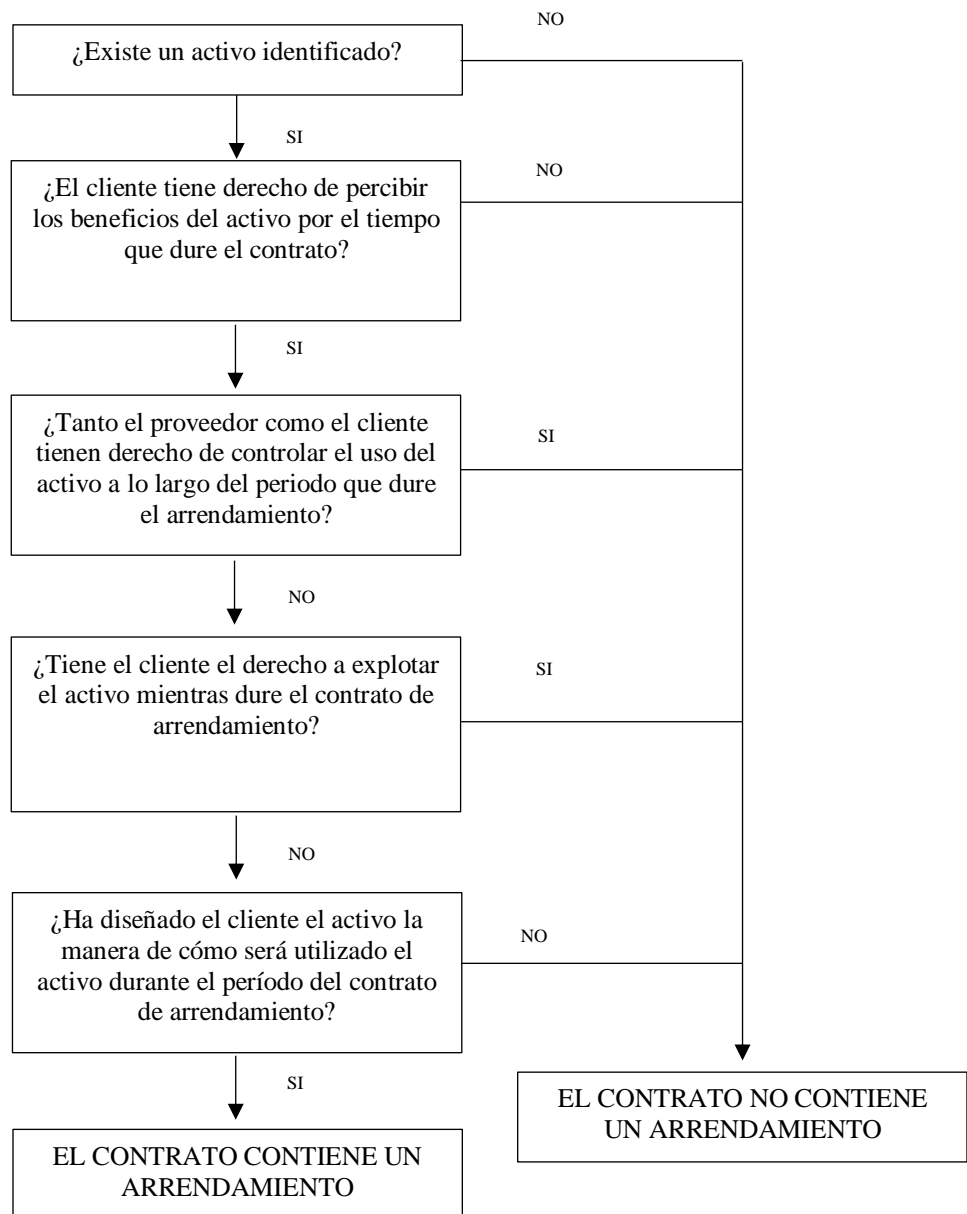 NO
¿Existe un activo identificado?
SI
¿El cliente tiene derecho de percibir
los beneficios del activo por el tiempo
que dure el contrato?
NO
SI
¿Tanto el proveedor como el cliente
tienen derecho de controlar el uso del
activo a lo largo del periodo que dure
el arrendamiento?
SI
NO
¿Tiene el cliente el derecho a explotar
el activo mientras dure el contrato de
arrendamiento?
SI
NO
¿Ha diseñado el cliente el activo la
manera de cómo será utilizado el
activo durante el período del contrato
de arrendamiento?
NO
SI
EL CONTRATO CONTIENE UN
ARRENDAMIENTO
EL CONTRATO NO CONTIENE
UN ARRENDAMIENTO